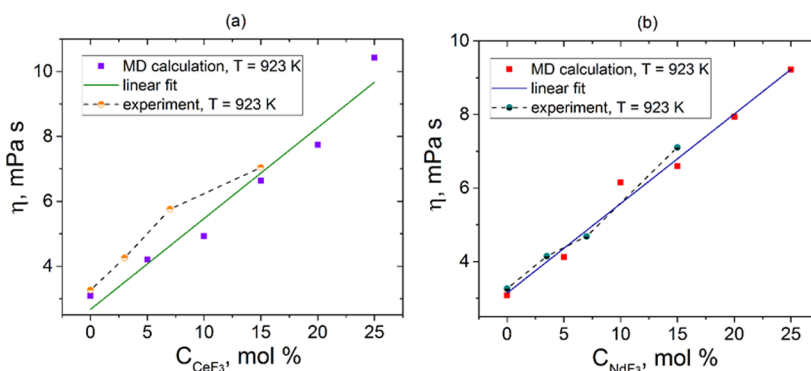 (a)
MD calculation, T = 923 K
linear fit
experiment, T = 923 K
η, mPa s
10
8
6
4
0 5 10 15 20 25
C_CeF₃, mol %
(b)
MD calculation, T = 923 K
linear fit
experiment, T = 923 K
η, mPa s
10
8
6
4
0 5 10 15 20 25
C_NdF₃, mol %